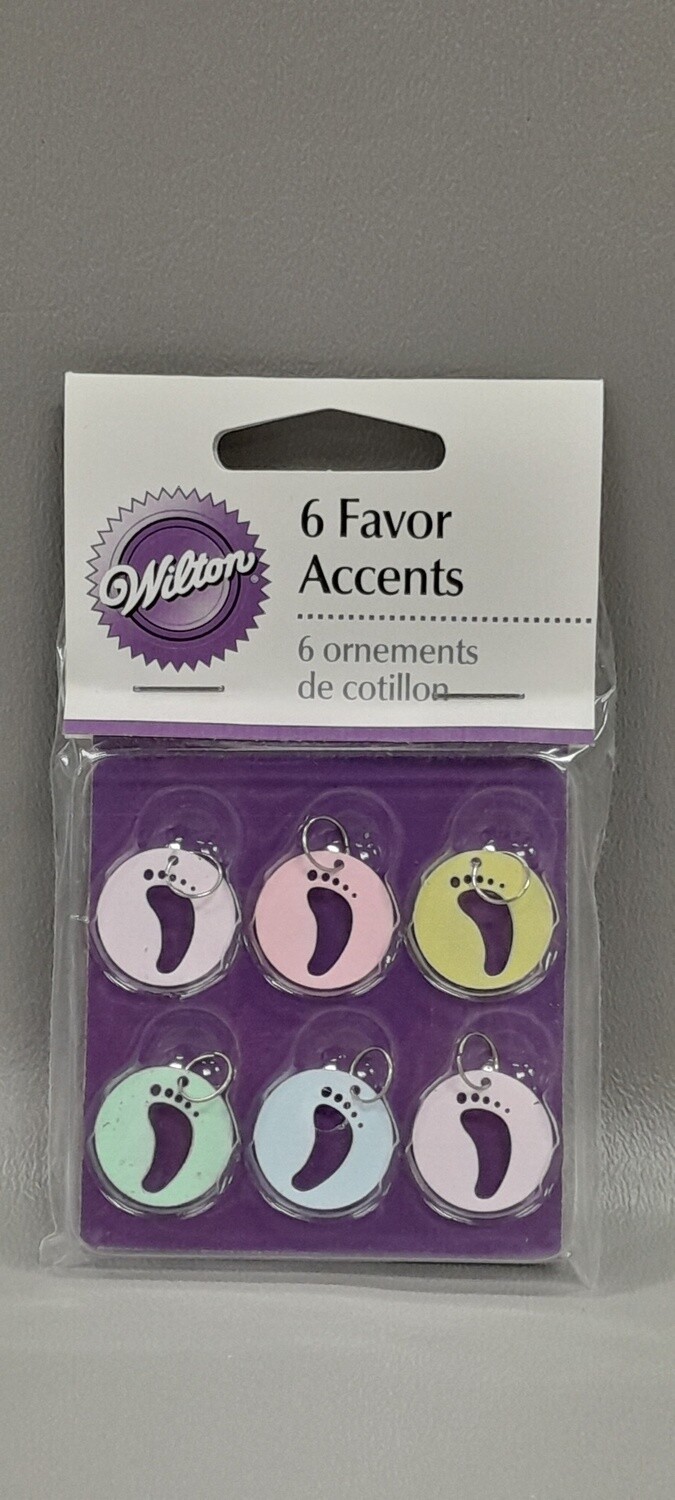 Wilton®
6 Favor
Accents
6 ornements
de cotillon